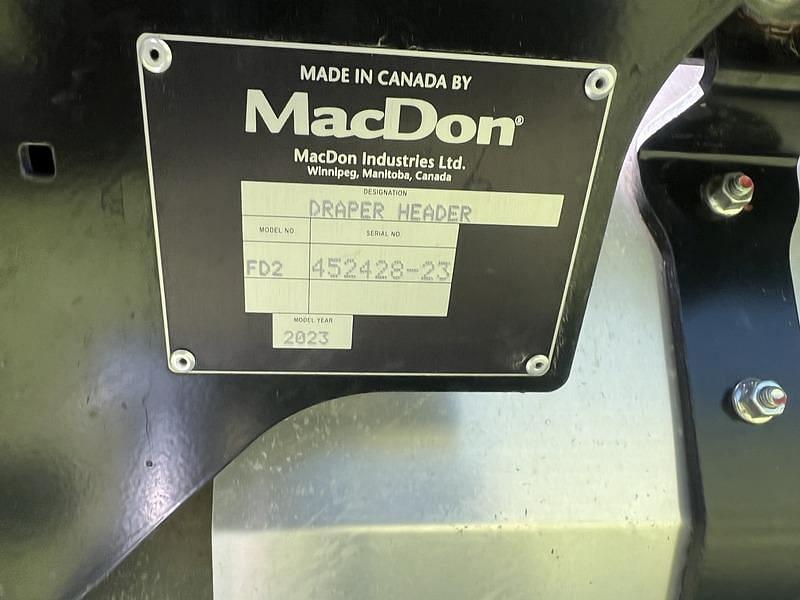 MADE IN CANADA BY
MacDon®
MacDon Industries Ltd.
Winnipeg, Manitoba, Canada
DESIGNATION
DRAPER HEADER
MODEL NO. SERIAL NO.
FD2 452428-23
MODEL YEAR
2023